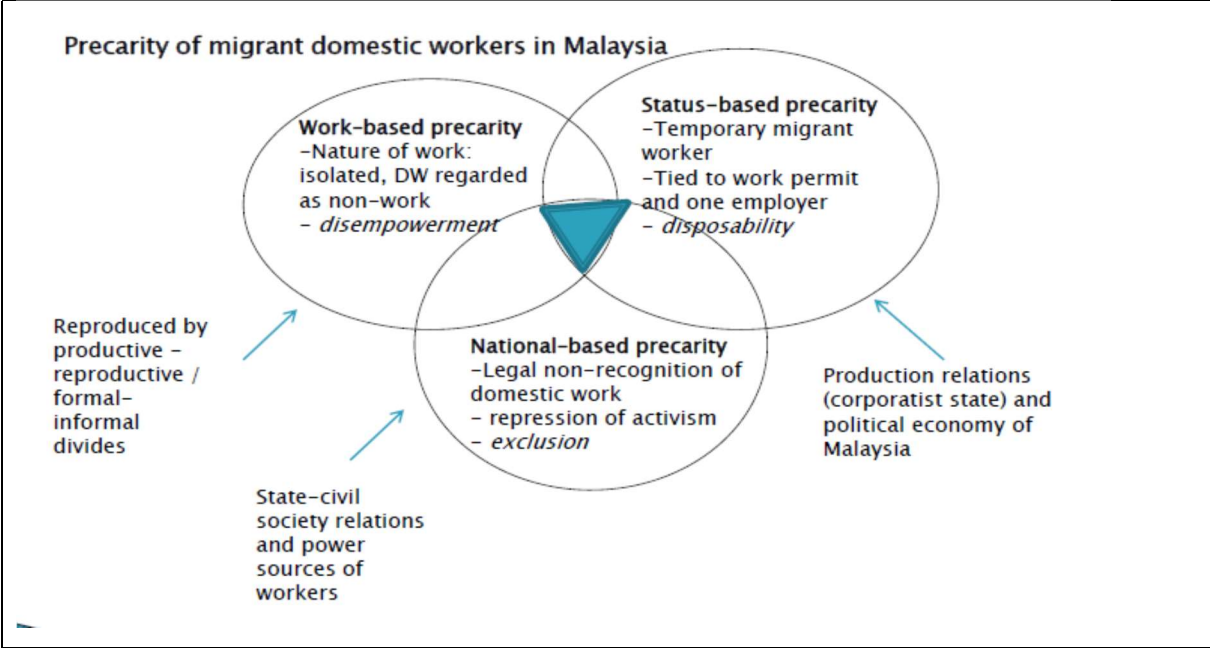 Precarity of migrant domestic workers in Malaysia
Work-based precarity
-Nature of work:
isolated, DW regarded
as non-work
- disempowerment
Status-based precarity
-Temporary migrant
worker
-Tied to work permit
and one employer
- disposability
National-based precarity
-Legal non-recognition of
domestic work
- repression of activism
- exclusion
Reproduced by
productive -
reproductive /
formal-
informal
divides
State-civil
society relations
and power
sources of
workers
Production relations
(corporatist state) and
political economy of
Malaysia